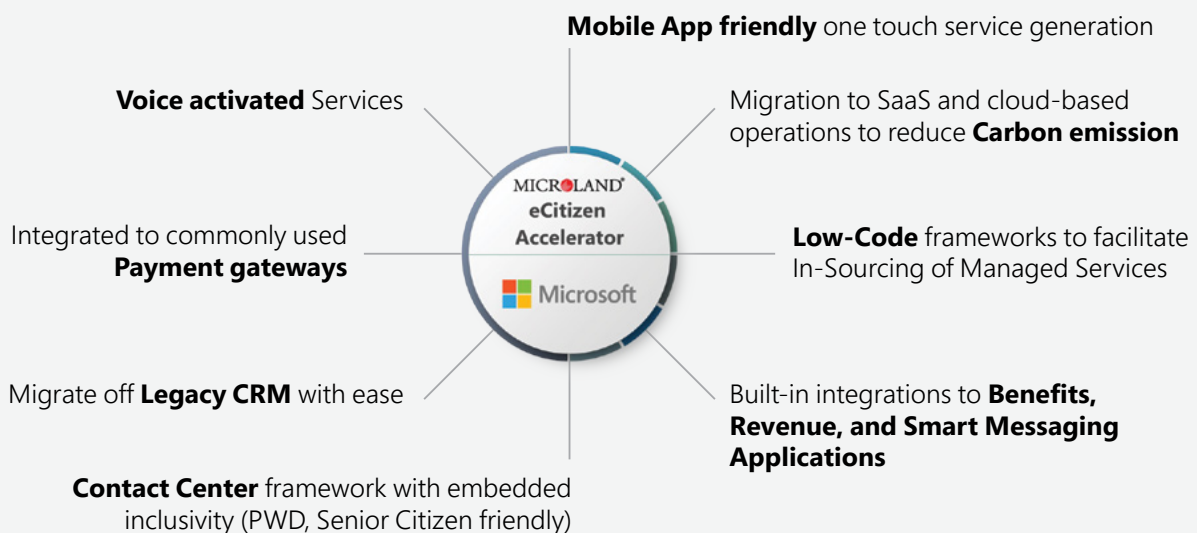 Mobile App friendly one touch service generation
Voice activated Services
Migration to SaaS and cloud-based
operations to reduce Carbon emission
MICROLAND®
eCitizen
Accelerator
Microsoft
Integrated to commonly used
Payment gateways
Low-Code frameworks to facilitate
In-Sourcing of Managed Services
Migrate off Legacy CRM with ease
Built-in integrations to Benefits,
Revenue, and Smart Messaging
Applications
Contact Center framework with embedded
inclusivity (PWD, Senior Citizen friendly)